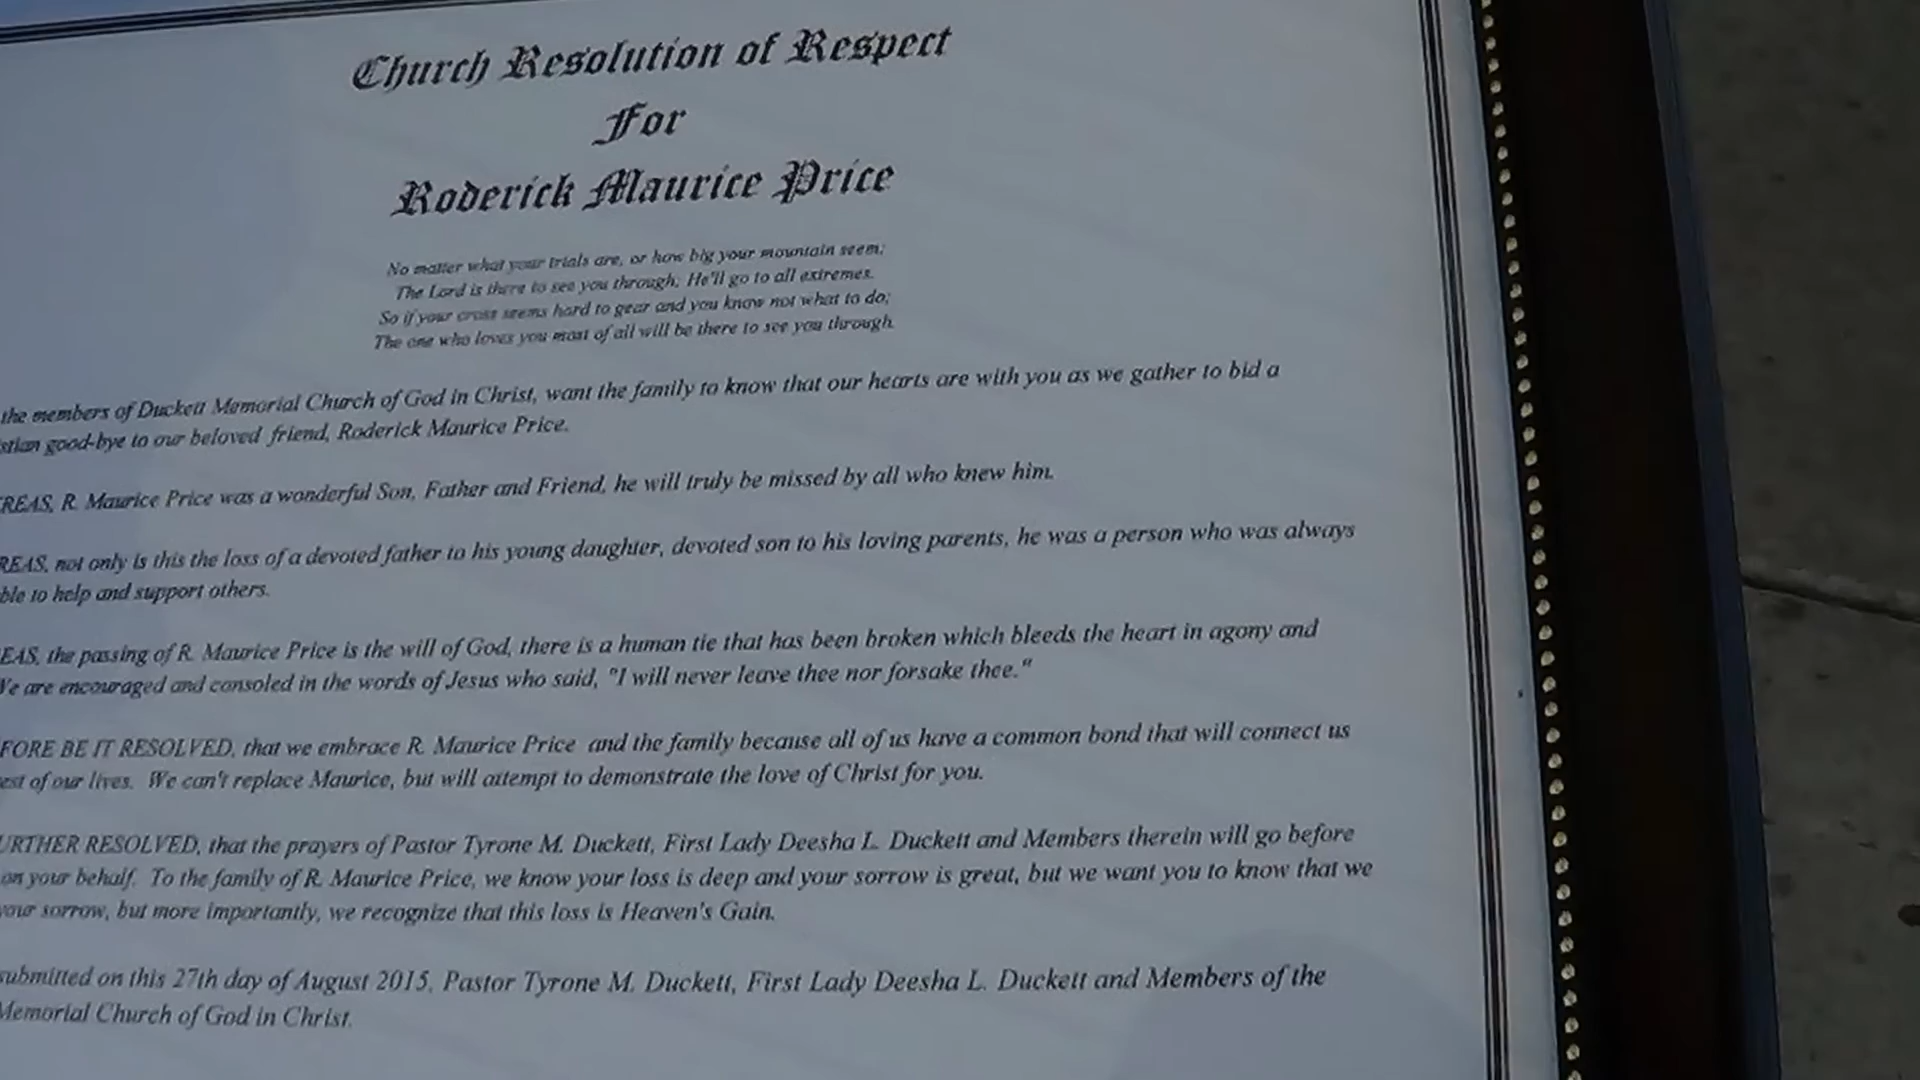 Church Resolution of Respect
For
Roderick Maurice Price
No matter what your trials are, or how big your mountain seem;
The Lord is there to see you through; He'll go to all extremes.
So if your cross seems hard to gear and you know not what to do;
The one who loves you most of all will be there to see you through.
the members of Duckett Memorial Church of God in Christ, want the family to know that our hearts are with you as we gather to bid a
stian good-bye to our beloved friend, Roderick Maurice Price.
REAS, R. Maurice Price was a wonderful Son, Father and Friend, he will truly be missed by all who knew him.
REAS, not only is this the loss of a devoted father to his young daughter, devoted son to his loving parents, he was a person who was always
ble to help and support others.
EAS, the passing of R. Maurice Price is the will of God, there is a human tie that has been broken which bleeds the heart in agony and
We are encouraged and consoled in the words of Jesus who said, "I will never leave thee nor forsake thee."
FORE BE IT RESOLVED, that we embrace R. Maurice Price and the family because all of us have a common bond that will connect us
est of our lives. We can't replace Maurice, but will attempt to demonstrate the love of Christ for you.
URTHER RESOLVED, that the prayers of Pastor Tyrone M. Duckett, First Lady Deesha L. Duckett and Members therein will go before
on your behalf. To the family of R. Maurice Price, we know your loss is deep and your sorrow is great, but we want you to know that we
your sorrow, but more importantly, we recognize that this loss is Heaven's Gain.
submitted on this 27th day of August 2015, Pastor Tyrone M. Duckett, First Lady Deesha L. Duckett and Members of the
Memorial Church of God in Christ.